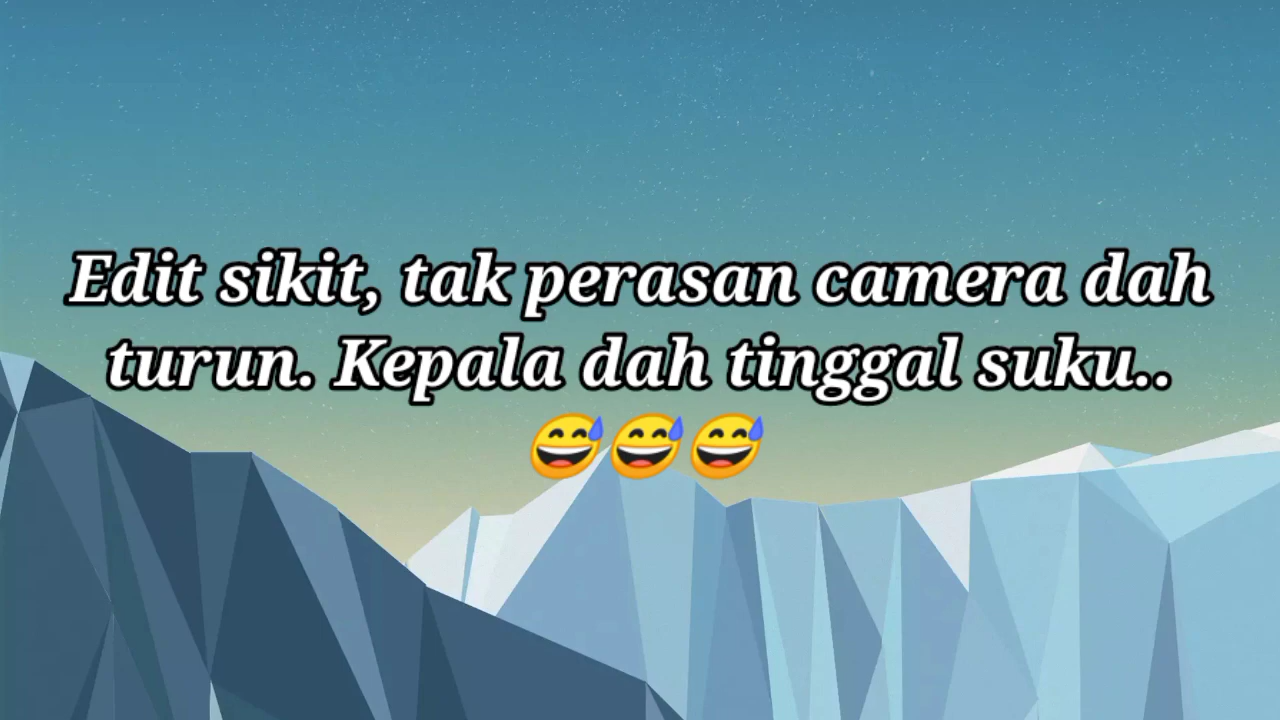 Edit sikit, tak perasan camera dah
turun. Kepala dah tinggal suku..
😅😅😅